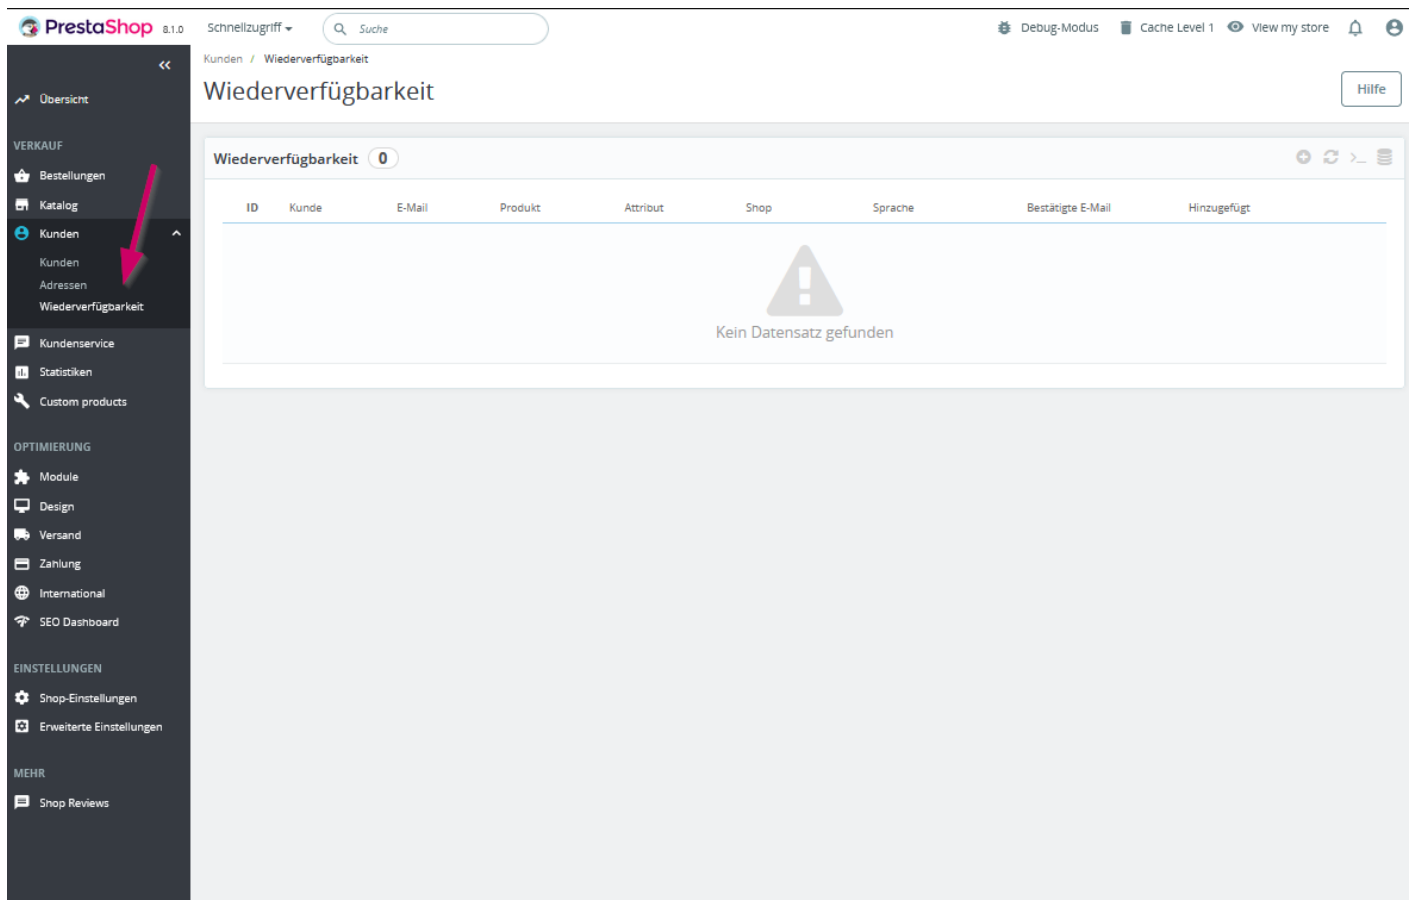 PrestaShop 8.1.0 Schnellzugriff Suche Debug-Modus Cache Level 1 View my store
Kunden / Wiederverfügbarkeit
Wiederverfügbarkeit
Hilfe
Übersicht
VERKAUF
Bestellungen
Katalog
Kunden
Kunden
Adressen
Wiederverfügbarkeit
Kundenservice
Statistiken
Custom products
OPTIMIERUNG
Module
Design
Versand
Zahlung
International
SEO Dashboard
EINSTELLUNGEN
Shop-Einstellungen
Erweiterte Einstellungen
MEHR
Shop Reviews
Wiederverfügbarkeit 0
ID Kunde E-Mail Produkt Attribut Shop Sprache Bestätigte E-Mail Hinzugefügt
Kein Datensatz gefunden